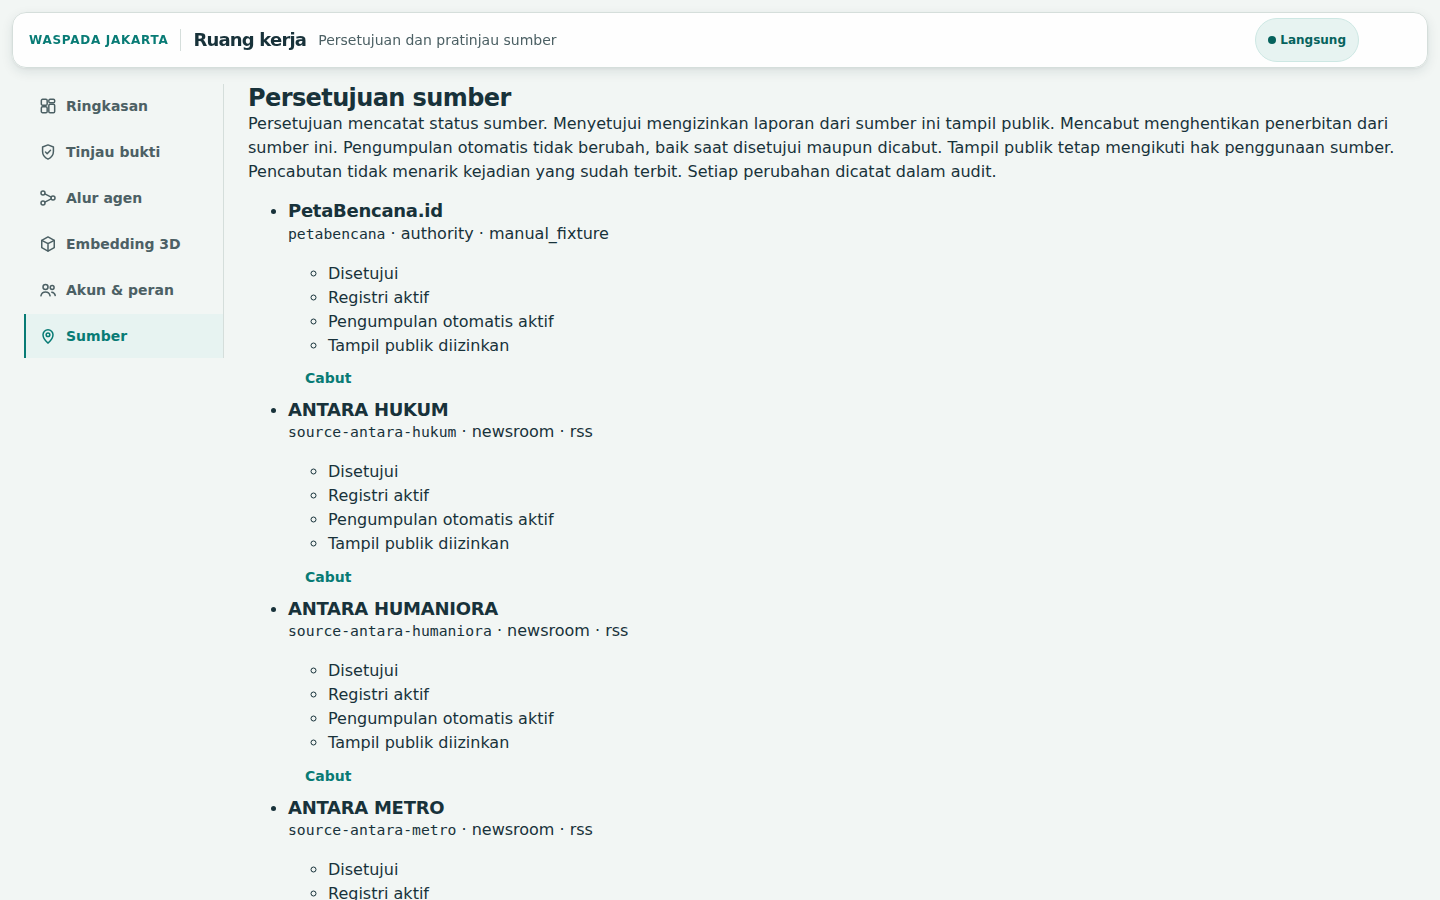 WASPADA JAKARTA
Ruang kerja
Persetujuan dan pratinjau sumber
Langsung
Ringkasan
Tinjau bukti
Alur agen
Embedding 3D
Akun & peran
Sumber
Persetujuan sumber
Persetujuan mencatat status sumber. Menyetujui mengizinkan laporan dari sumber ini tampil publik. Mencabut menghentikan penerbitan dari
sumber ini. Pengumpulan otomatis tidak berubah, baik saat disetujui maupun dicabut. Tampil publik tetap mengikuti hak penggunaan sumber.
Pencabutan tidak menarik kejadian yang sudah terbit. Setiap perubahan dicatat dalam audit.
PetaBencana.id
petabencana · authority · manual_fixture
Disetujui
Registri aktif
Pengumpulan otomatis aktif
Tampil publik diizinkan
Cabut
ANTARA HUKUM
source-antara-hukum · newsroom · rss
Disetujui
Registri aktif
Pengumpulan otomatis aktif
Tampil publik diizinkan
Cabut
ANTARA HUMANIORA
source-antara-humaniora · newsroom · rss
Disetujui
Registri aktif
Pengumpulan otomatis aktif
Tampil publik diizinkan
Cabut
ANTARA METRO
source-antara-metro · newsroom · rss
Disetujui
Registri aktif